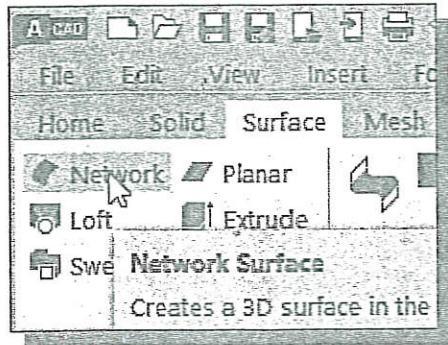 A CAD
File Edit View Insert Fo
Home Solid Surface Mesh
Network Planar
Loft Extrude
Swe Network Surface
Creates a 3D surface in the